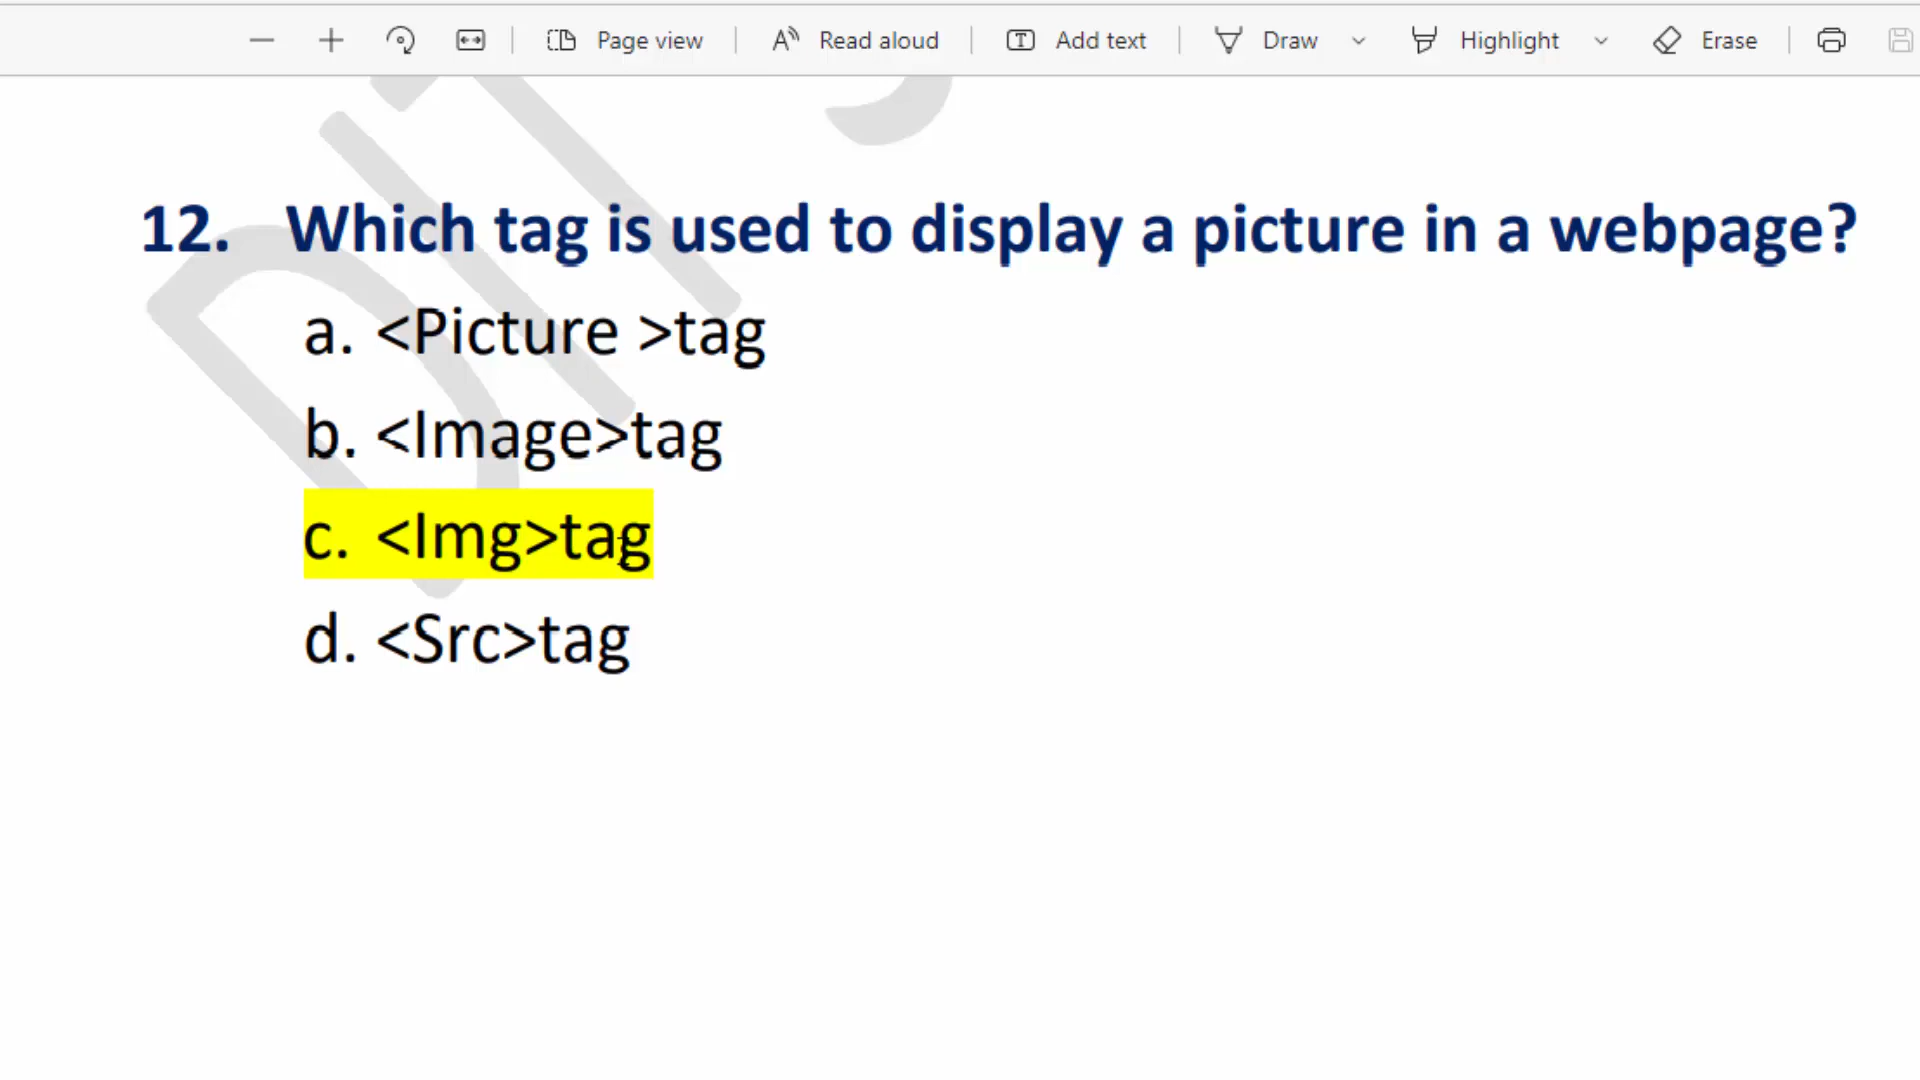 Page view Read aloud Add text Draw Highlight Erase
12. Which tag is used to display a picture in a webpage?
a. <Picture >tag
b. <Image>tag
c. <Img>tag
d. <Src>tag